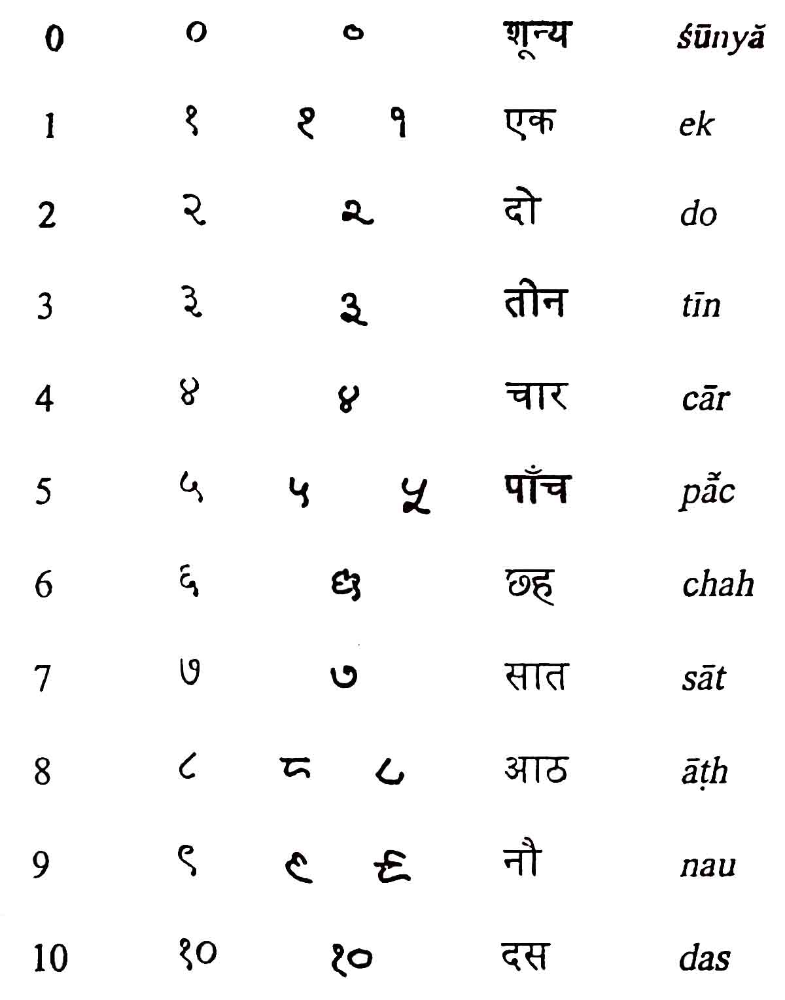 0 ० ० शून्य śūnyă
1 १ १ १ एक ek
2 २ २ दो do
3 ३ ३ तीन tīn
4 ४ ४ चार cār
5 ५ ५ ५ पाँच pā̃c
6 ६ ६ छह chah
7 ७ ७ सात sāt
8 ८ ८ ८ आठ āṭh
9 ९ ९ ९ नौ nau
10 १० १० दस das